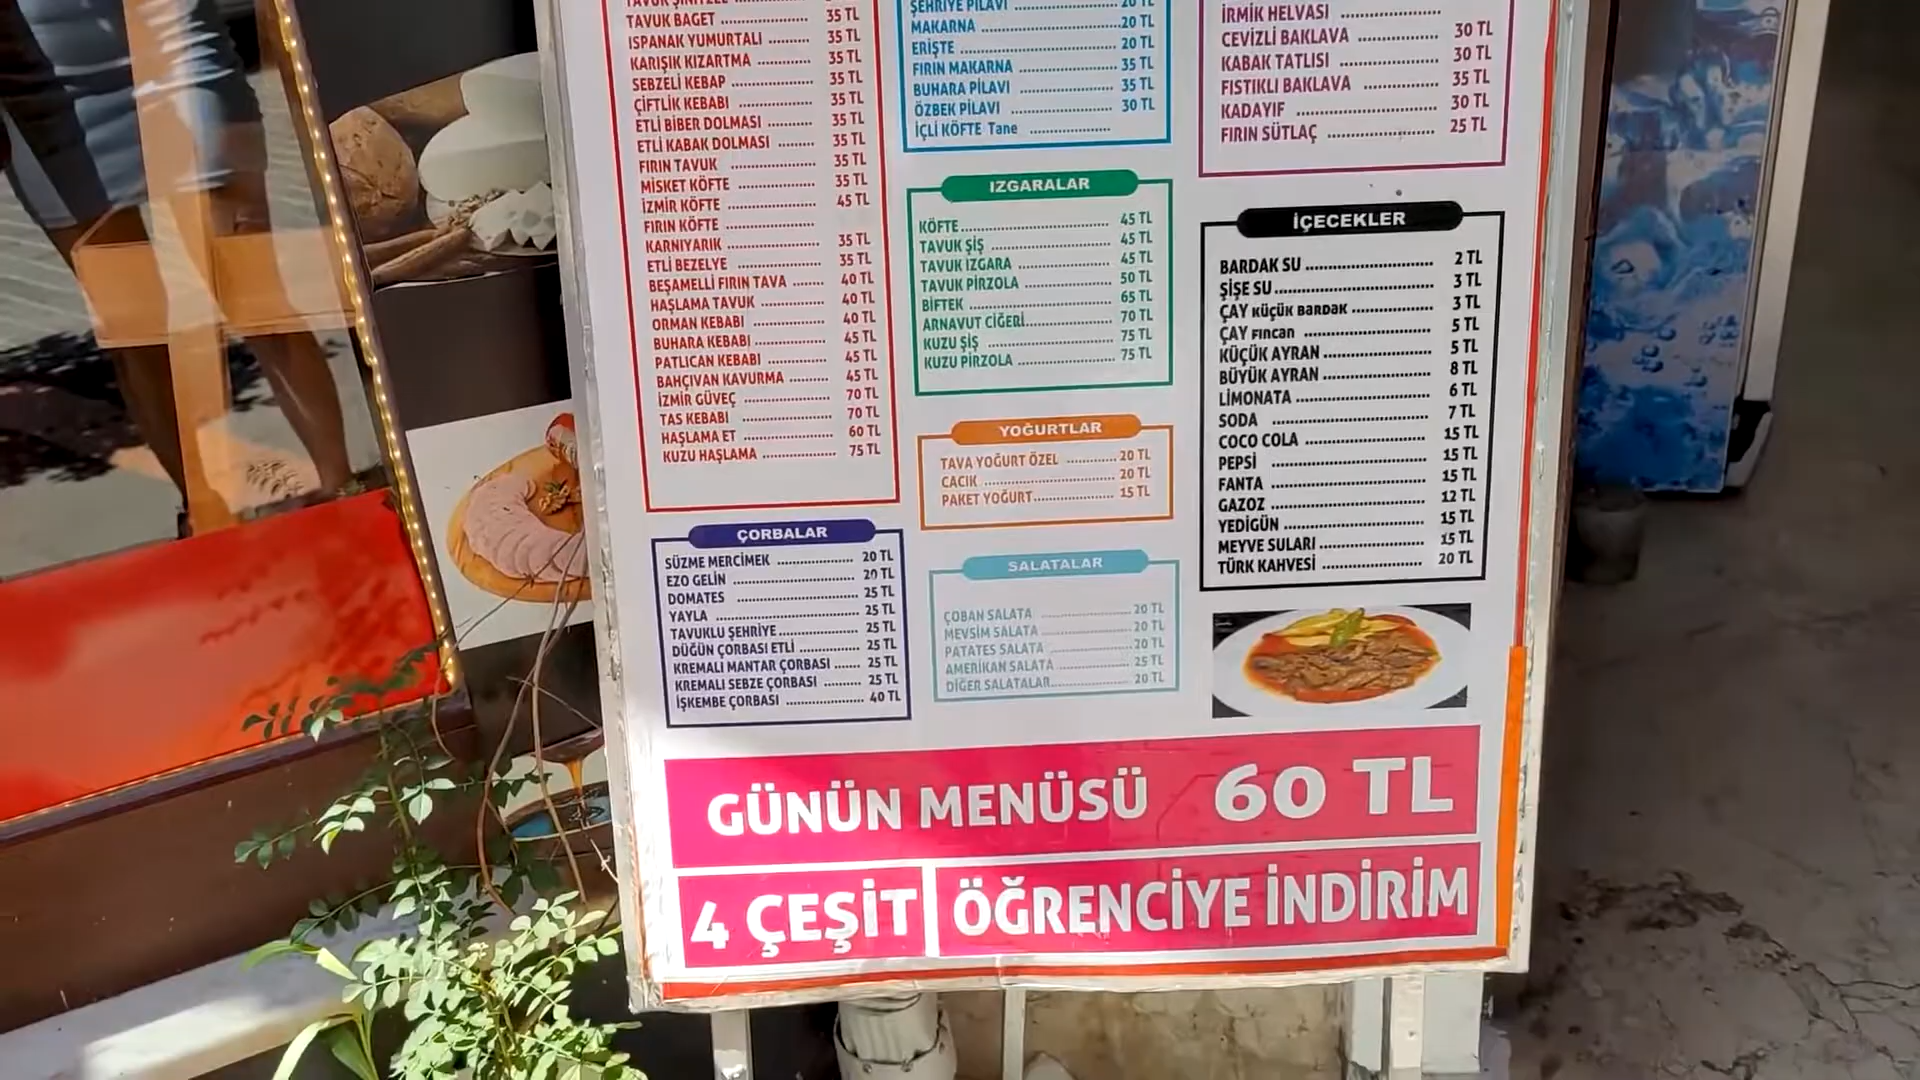 TAVUK ŞİNİTZEL
TAVUK BAGET 35 TL
ISPANAK YUMURTALI 35 TL
KARIŞIK KIZARTMA 35 TL
SEBZELİ KEBAP 35 TL
ÇİFTLİK KEBABI 35 TL
ETLİ BİBER DOLMASI 35 TL
ETLİ KABAK DOLMASI 35 TL
FIRIN TAVUK 35 TL
MİSKET KÖFTE 35 TL
İZMİR KÖFTE 45 TL
FIRIN KÖFTE
KARNIYARIK 35 TL
ETLİ BEZELYE 35 TL
BEŞAMELLİ FIRIN TAVA 40 TL
HAŞLAMA TAVUK 40 TL
ORMAN KEBABI 40 TL
BUHARA KEBABI 45 TL
PATLICAN KEBABI 45 TL
BAHÇIVAN KAVURMA 45 TL
İZMİR GÜVEÇ 70 TL
TAS KEBABI 70 TL
HAŞLAMA ET 60 TL
KUZU HAŞLAMA 75 TL
ÇORBALAR
SÜZME MERCİMEK 20 TL
EZO GELİN 20 TL
DOMATES 25 TL
YAYLA 25 TL
TAVUKLU ŞEHRİYE 25 TL
DÜĞÜN ÇORBASI ETLİ 25 TL
KREMALI MANTAR ÇORBASI 25 TL
KREMALI SEBZE ÇORBASI 25 TL
İŞKEMBE ÇORBASI 40 TL
ŞEHRİYE PİLAVI 20 TL
MAKARNA 20 TL
ERİŞTE 20 TL
FIRIN MAKARNA 35 TL
BUHARA PİLAVI 35 TL
ÖZBEK PİLAVI 30 TL
İÇLİ KÖFTE Tane
IZGARALAR
KÖFTE 45 TL
TAVUK ŞİŞ 45 TL
TAVUK IZGARA 45 TL
TAVUK PİRZOLA 50 TL
BİFTEK 65 TL
ARNAVUT CİĞERİ 70 TL
KUZU ŞİŞ 75 TL
KUZU PİRZOLA 75 TL
YOĞURTLAR
TAVA YOĞURT ÖZEL 20 TL
CACIK 20 TL
PAKET YOĞURT 15 TL
SALATALAR
ÇOBAN SALATA 20 TL
MEVSİM SALATA 20 TL
PATATES SALATA 20 TL
AMERİKAN SALATA 25 TL
DİĞER SALATALAR 20 TL
İRMİK HELVASI
CEVİZLİ BAKLAVA 30 TL
KABAK TATLISI 30 TL
FISTIKLI BAKLAVA 35 TL
KADAYIF 30 TL
FIRIN SÜTLAÇ 25 TL
İÇECEKLER
BARDAK SU 2 TL
ŞİŞE SU 3 TL
ÇAY KÜÇÜK BARDAK 3 TL
ÇAY FİNCAN 5 TL
KÜÇÜK AYRAN 5 TL
BÜYÜK AYRAN 8 TL
LİMONATA 6 TL
SODA 7 TL
COCO COLA 15 TL
PEPSİ 15 TL
FANTA 15 TL
GAZOZ 12 TL
YEDİGÜN 15 TL
MEYVE SULARI 15 TL
TÜRK KAHVESİ 20 TL
GÜNÜN MENÜSÜ 60 TL
4 ÇEŞİT ÖĞRENCİYE İNDİRİM